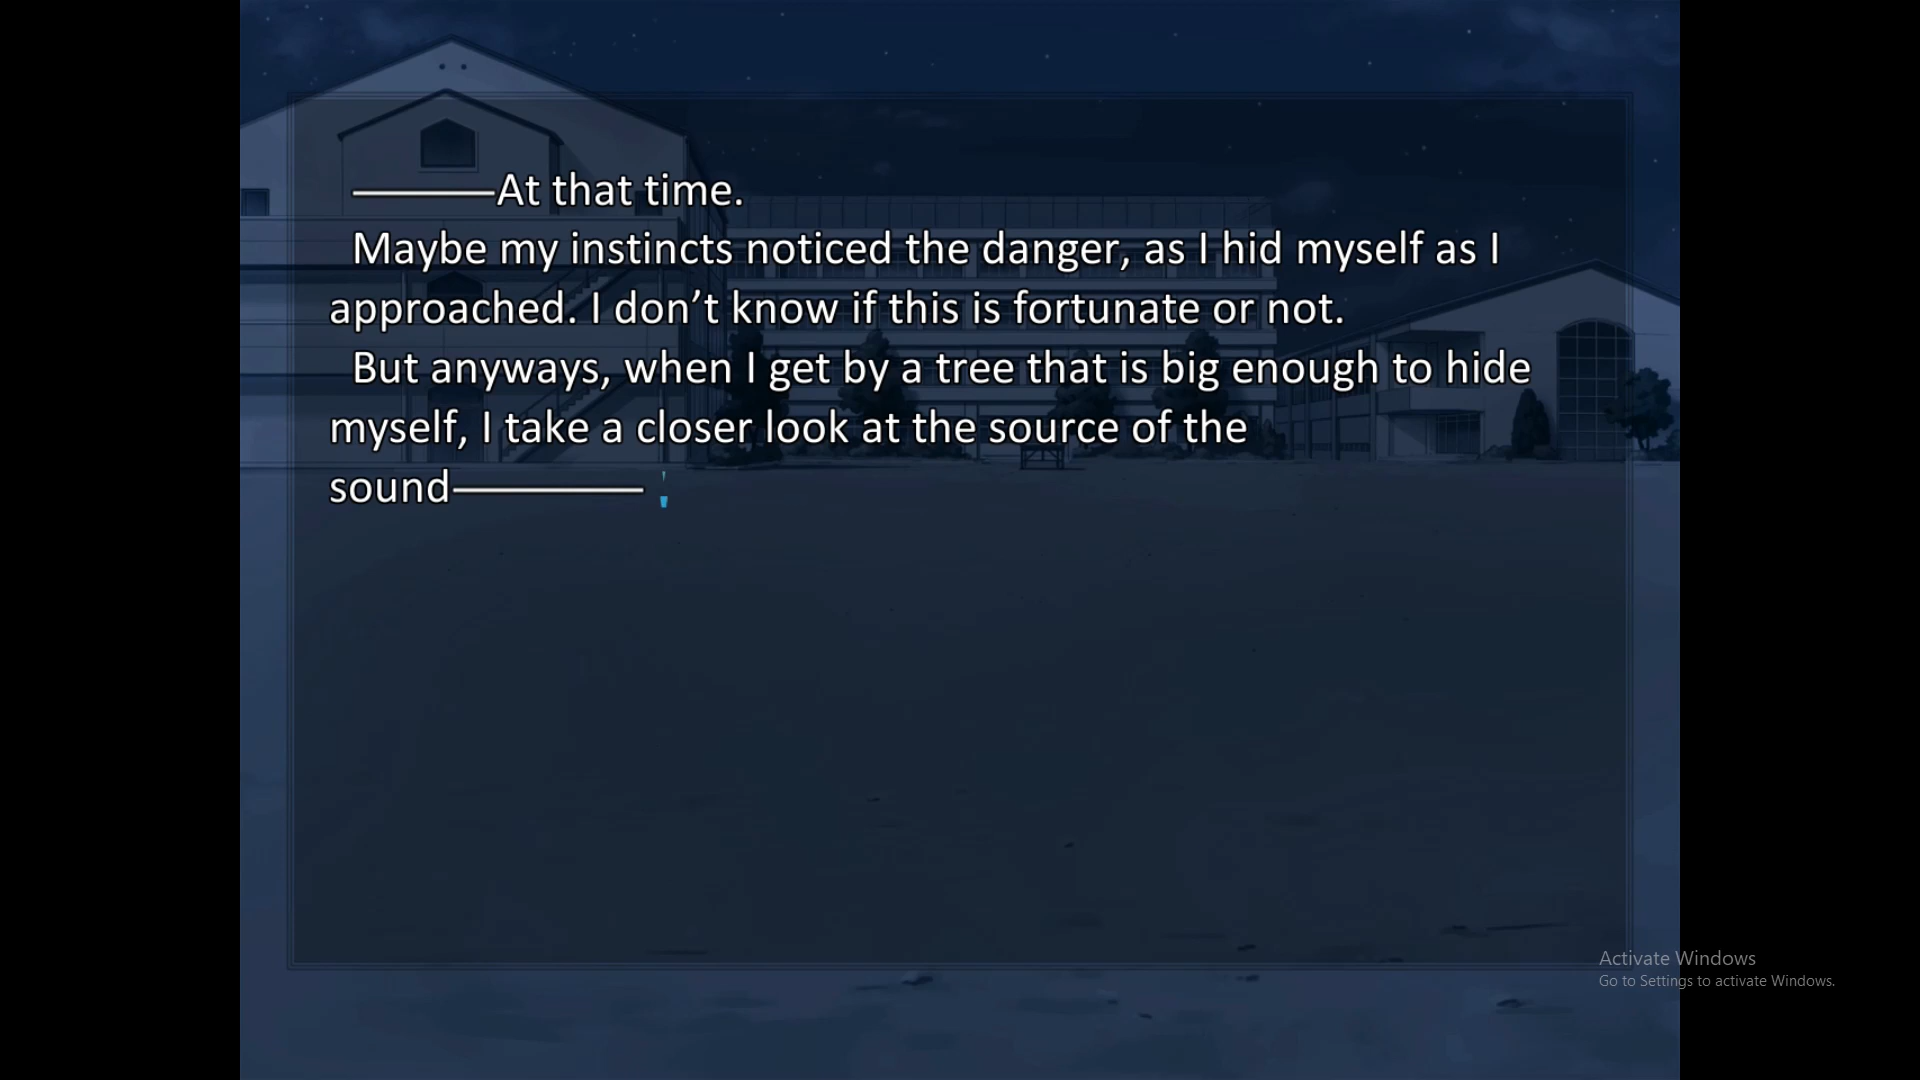 ————At that time.
Maybe my instincts noticed the danger, as I hid myself as I
approached. I don’t know if this is fortunate or not.
But anyways, when I get by a tree that is big enough to hide
myself, I take a closer look at the source of the
sound————
Activate Windows
Go to Settings to activate Windows.